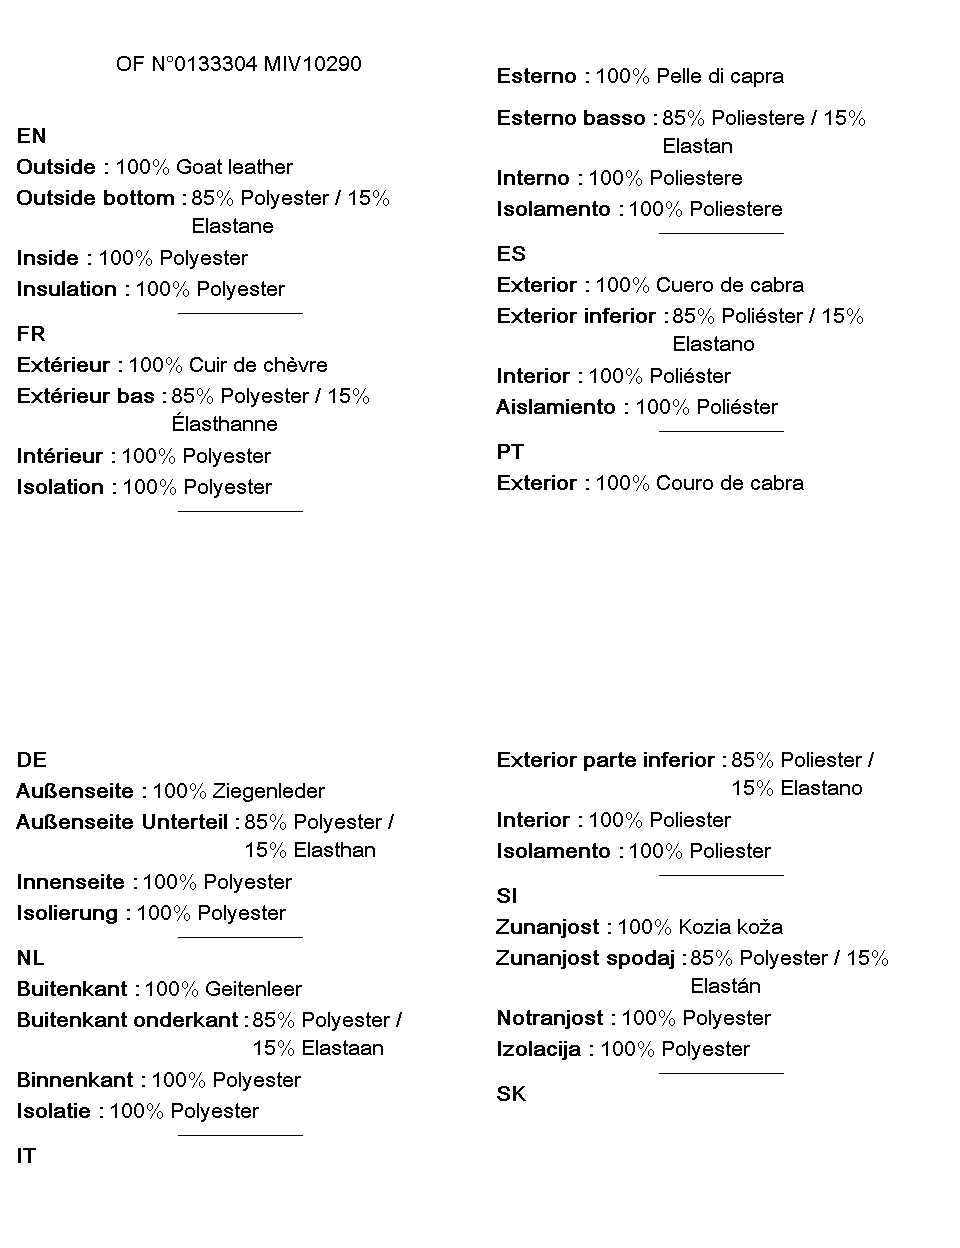 OF N°0133304 MIV10290
EN
Outside : 100% Goat leather
Outside bottom : 85% Polyester / 15%
Elastane
Inside : 100% Polyester
Insulation : 100% Polyester
FR
Extérieur : 100% Cuir de chèvre
Extérieur bas : 85% Polyester / 15%
Élasthanne
Intérieur : 100% Polyester
Isolation : 100% Polyester
DE
Außenseite : 100% Ziegenleder
Außenseite Unterteil : 85% Polyester /
15% Elasthan
Innenseite : 100% Polyester
Isolierung : 100% Polyester
NL
Buitenkant : 100% Geitenleer
Buitenkant onderkant : 85% Polyester /
15% Elastaan
Binnenkant : 100% Polyester
Isolatie : 100% Polyester
IT
Esterno : 100% Pelle di capra
Esterno basso : 85% Poliestere / 15%
Elastan
Interno : 100% Poliestere
Isolamento : 100% Poliestere
ES
Exterior : 100% Cuero de cabra
Exterior inferior : 85% Poliéster / 15%
Elastano
Interior : 100% Poliéster
Aislamiento : 100% Poliéster
PT
Exterior : 100% Couro de cabra
Exterior parte inferior : 85% Poliester /
15% Elastano
Interior : 100% Poliester
Isolamento : 100% Poliester
SI
Zunanjost : 100% Kozia koža
Zunanjost spodaj : 85% Polyester / 15%
Elastán
Notranjost : 100% Polyester
Izolacija : 100% Polyester
SK